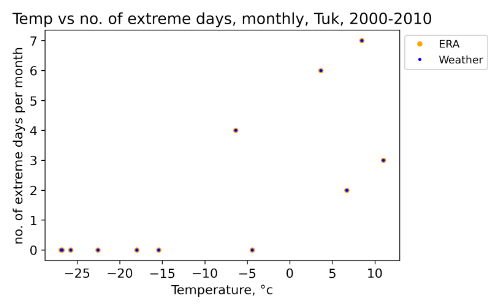 Temp vs no. of extreme days, monthly, Tuk, 2000-2010
ERA
Weather
no. of extreme days per month
7
6
5
4
3
2
1
0
−25 −20 −15 −10 −5 0 5 10
Temperature, °c